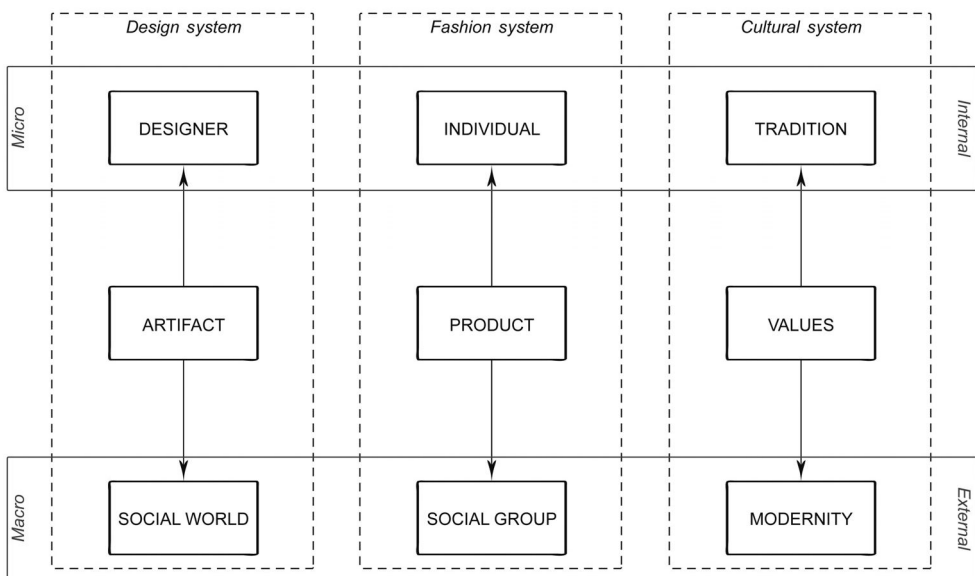 Design system
Fashion system
Cultural system
Micro
DESIGNER
INDIVIDUAL
TRADITION
Internal
ARTIFACT
PRODUCT
VALUES
Macro
SOCIAL WORLD
SOCIAL GROUP
MODERNITY
External